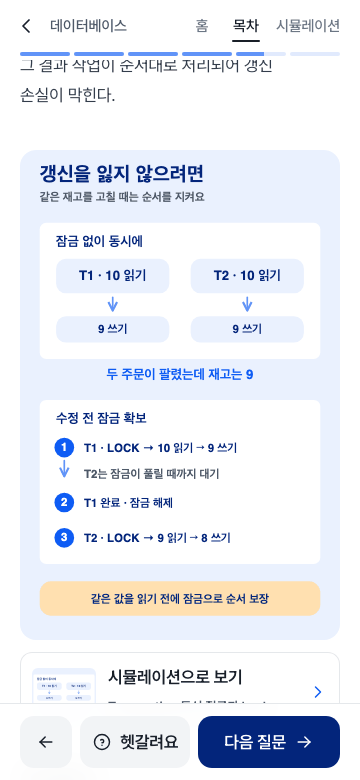 데이터베이스
홈
목차
시뮬레이션
그 결과 작업이 순서대로 처리되어 갱신
손실이 막힌다.
갱신을 잃지 않으려면
같은 재고를 고칠 때는 순서를 지켜요
잠금 없이 동시에
T1 · 10 읽기
T2 · 10 읽기
9 쓰기
9 쓰기
두 주문이 팔렸는데 재고는 9
수정 전 잠금 확보
1 T1 · LOCK → 10 읽기 → 9 쓰기
T2는 잠금이 풀릴 때까지 대기
2 T1 완료 · 잠금 해제
3 T2 · LOCK → 9 읽기 → 8 쓰기
같은 값을 읽기 전에 잠금으로 순서 보장
시뮬레이션으로 보기
? 헷갈려요
다음 질문 →